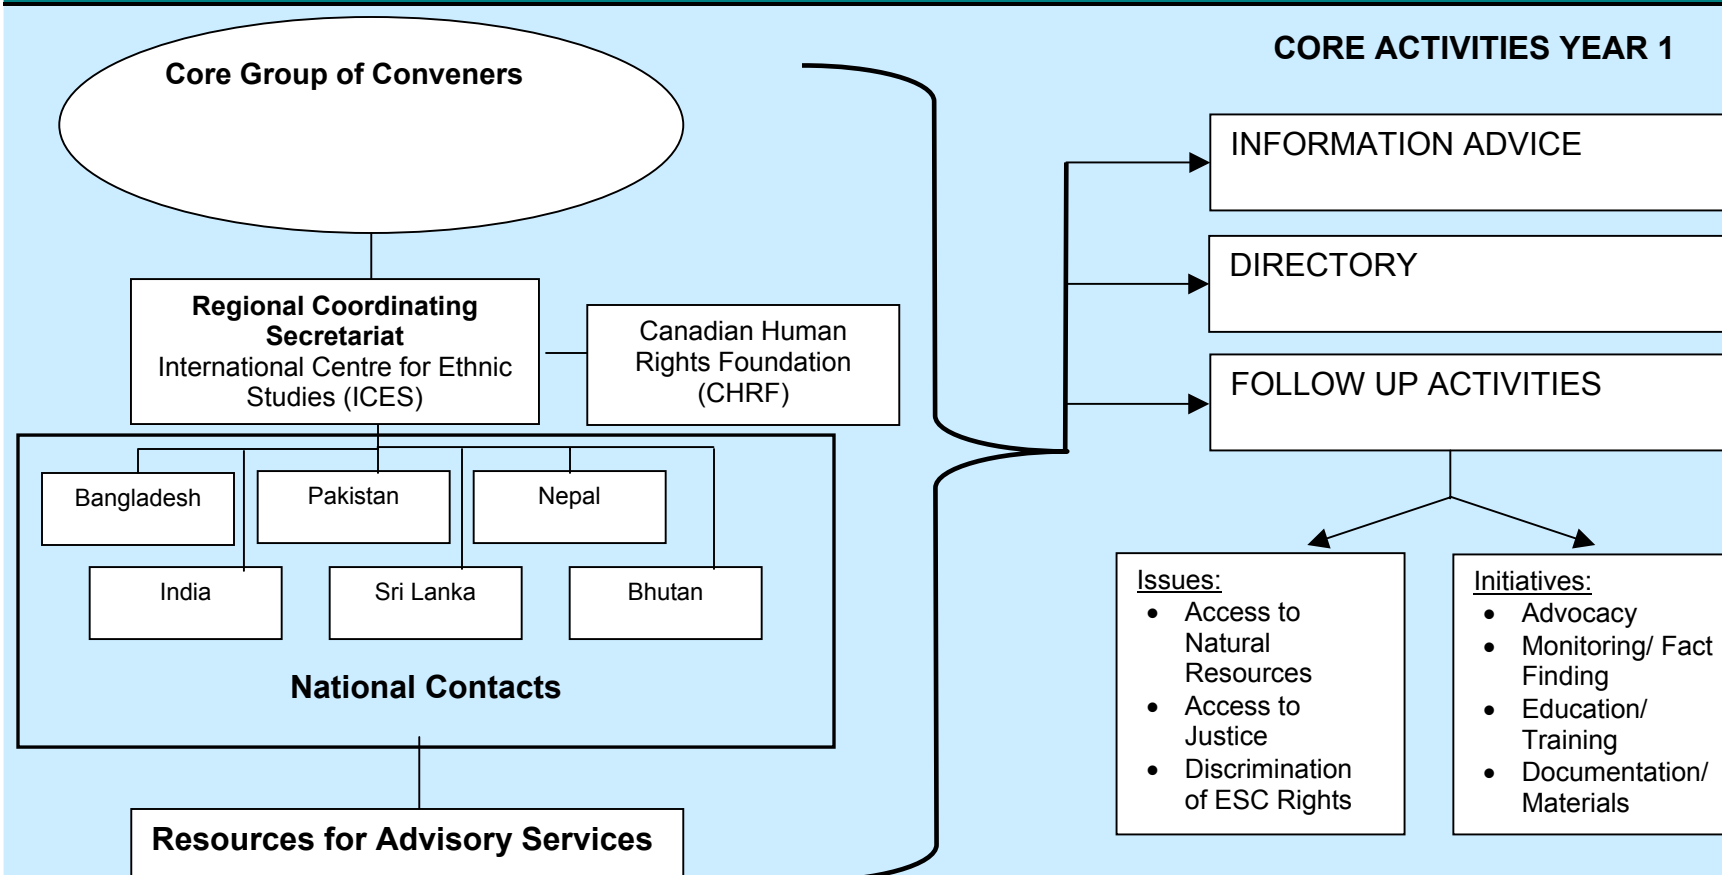 Core Group of Conveners
Regional Coordinating
Secretariat
International Centre for Ethnic
Studies (ICES)
Canadian Human
Rights Foundation
(CHRF)
Bangladesh
Pakistan
Nepal
India
Sri Lanka
Bhutan
National Contacts
Resources for Advisory Services
CORE ACTIVITIES YEAR 1
INFORMATION ADVICE
DIRECTORY
FOLLOW UP ACTIVITIES
Issues:
• Access to
Natural
Resources
• Access to
Justice
• Discrimination
of ESC Rights
Initiatives:
• Advocacy
• Monitoring/ Fact
Finding
• Education/
Training
• Documentation/
Materials